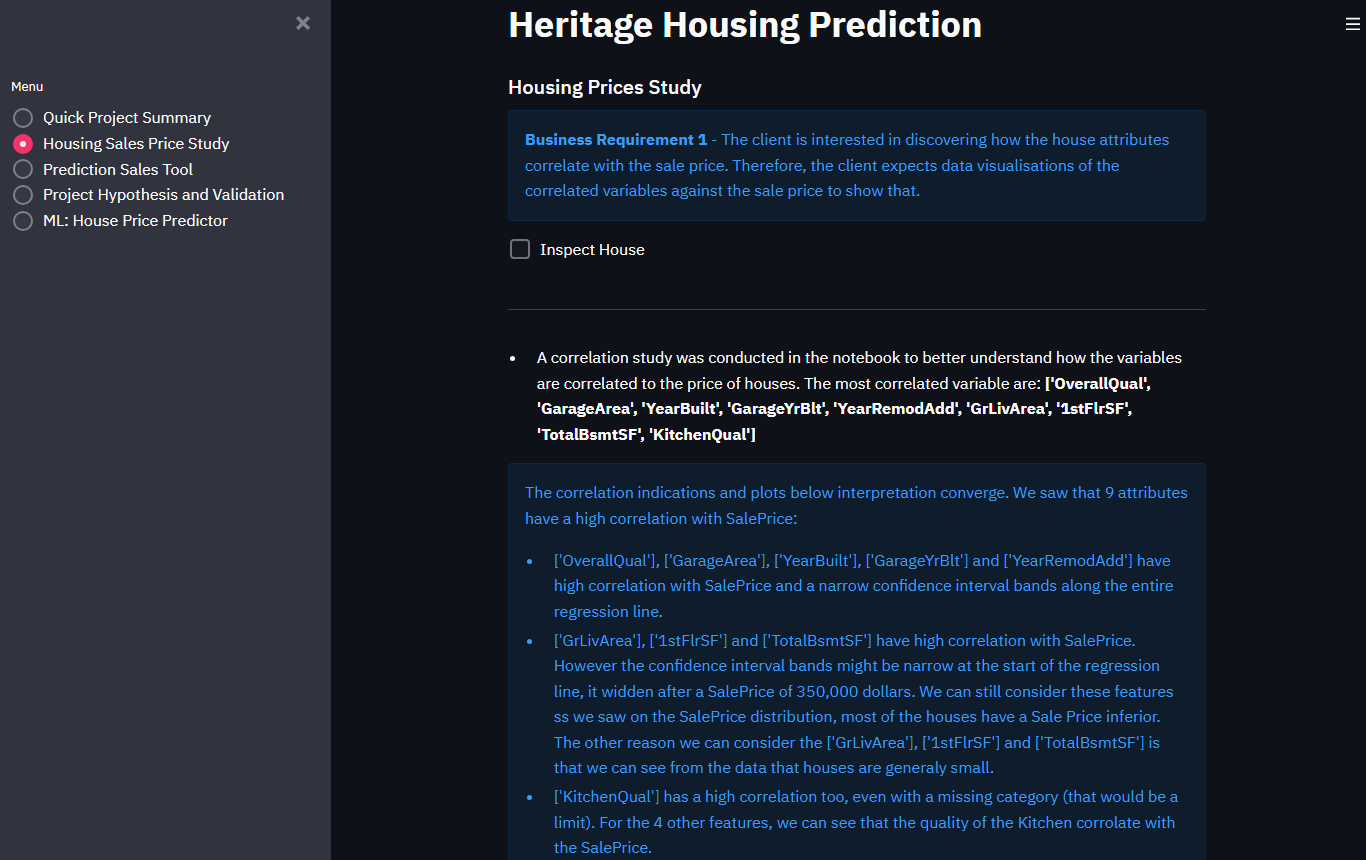 Menu
Quick Project Summary
Housing Sales Price Study
Prediction Sales Tool
Project Hypothesis and Validation
ML: House Price Predictor
Heritage Housing Prediction
Housing Prices Study
Business Requirement 1 - The client is interested in discovering how the house attributes
correlate with the sale price. Therefore, the client expects data visualisations of the
correlated variables against the sale price to show that.
Inspect House
A correlation study was conducted in the notebook to better understand how the variables
are correlated to the price of houses. The most correlated variable are: ['OverallQual',
'GarageArea', 'YearBuilt', 'GarageYrBlt', 'YearRemodAdd', 'GrLivArea', '1stFlrSF',
'TotalBsmtSF', 'KitchenQual']
The correlation indications and plots below interpretation converge. We saw that 9 attributes
have a high correlation with SalePrice:
['OverallQual'], ['GarageArea'], ['YearBuilt'], ['GarageYrBlt'] and ['YearRemodAdd'] have
high correlation with SalePrice and a narrow confidence interval bands along the entire
regression line.
['GrLivArea'], ['1stFlrSF'] and ['TotalBsmtSF'] have high correlation with SalePrice.
However the confidence interval bands might be narrow at the start of the regression
line, it widden after a SalePrice of 350,000 dollars. We can still consider these features
ss we saw on the SalePrice distribution, most of the houses have a Sale Price inferior.
The other reason we can consider the ['GrLivArea'], ['1stFlrSF'] and ['TotalBsmtSF'] is
that we can see from the data that houses are generaly small.
['KitchenQual'] has a high correlation too, even with a missing category (that would be a
limit). For the 4 other features, we can see that the quality of the Kitchen corrolate with
the SalePrice.